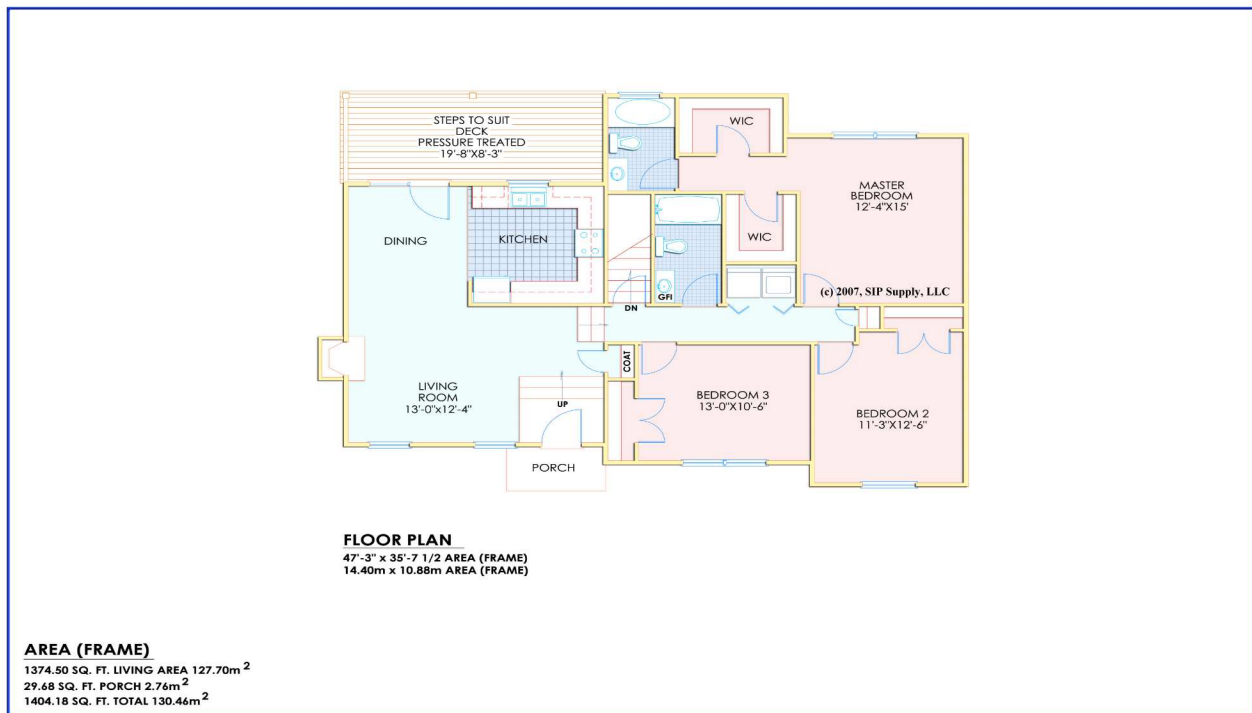 STEPS TO SUIT
DECK
PRESSURE TREATED
19'-8"X8'-3"
WIC
MASTER
BEDROOM
12'-4"X15'
DINING
KITCHEN
WIC
(c) 2007, SIP Supply, LLC
GFI
DN
COAT
LIVING
ROOM
13'-0"x12'-4"
UP
BEDROOM 3
13'-0"X10'-6"
BEDROOM 2
11'-3"X12'-6"
PORCH
FLOOR PLAN
47'-3" x 35'-7 1/2 AREA (FRAME)
14.40m x 10.88m AREA (FRAME)
AREA (FRAME)
1374.50 SQ. FT. LIVING AREA 127.70m 2
29.68 SQ. FT. PORCH 2.76m2
1404.18 SQ. FT. TOTAL 130.46m2